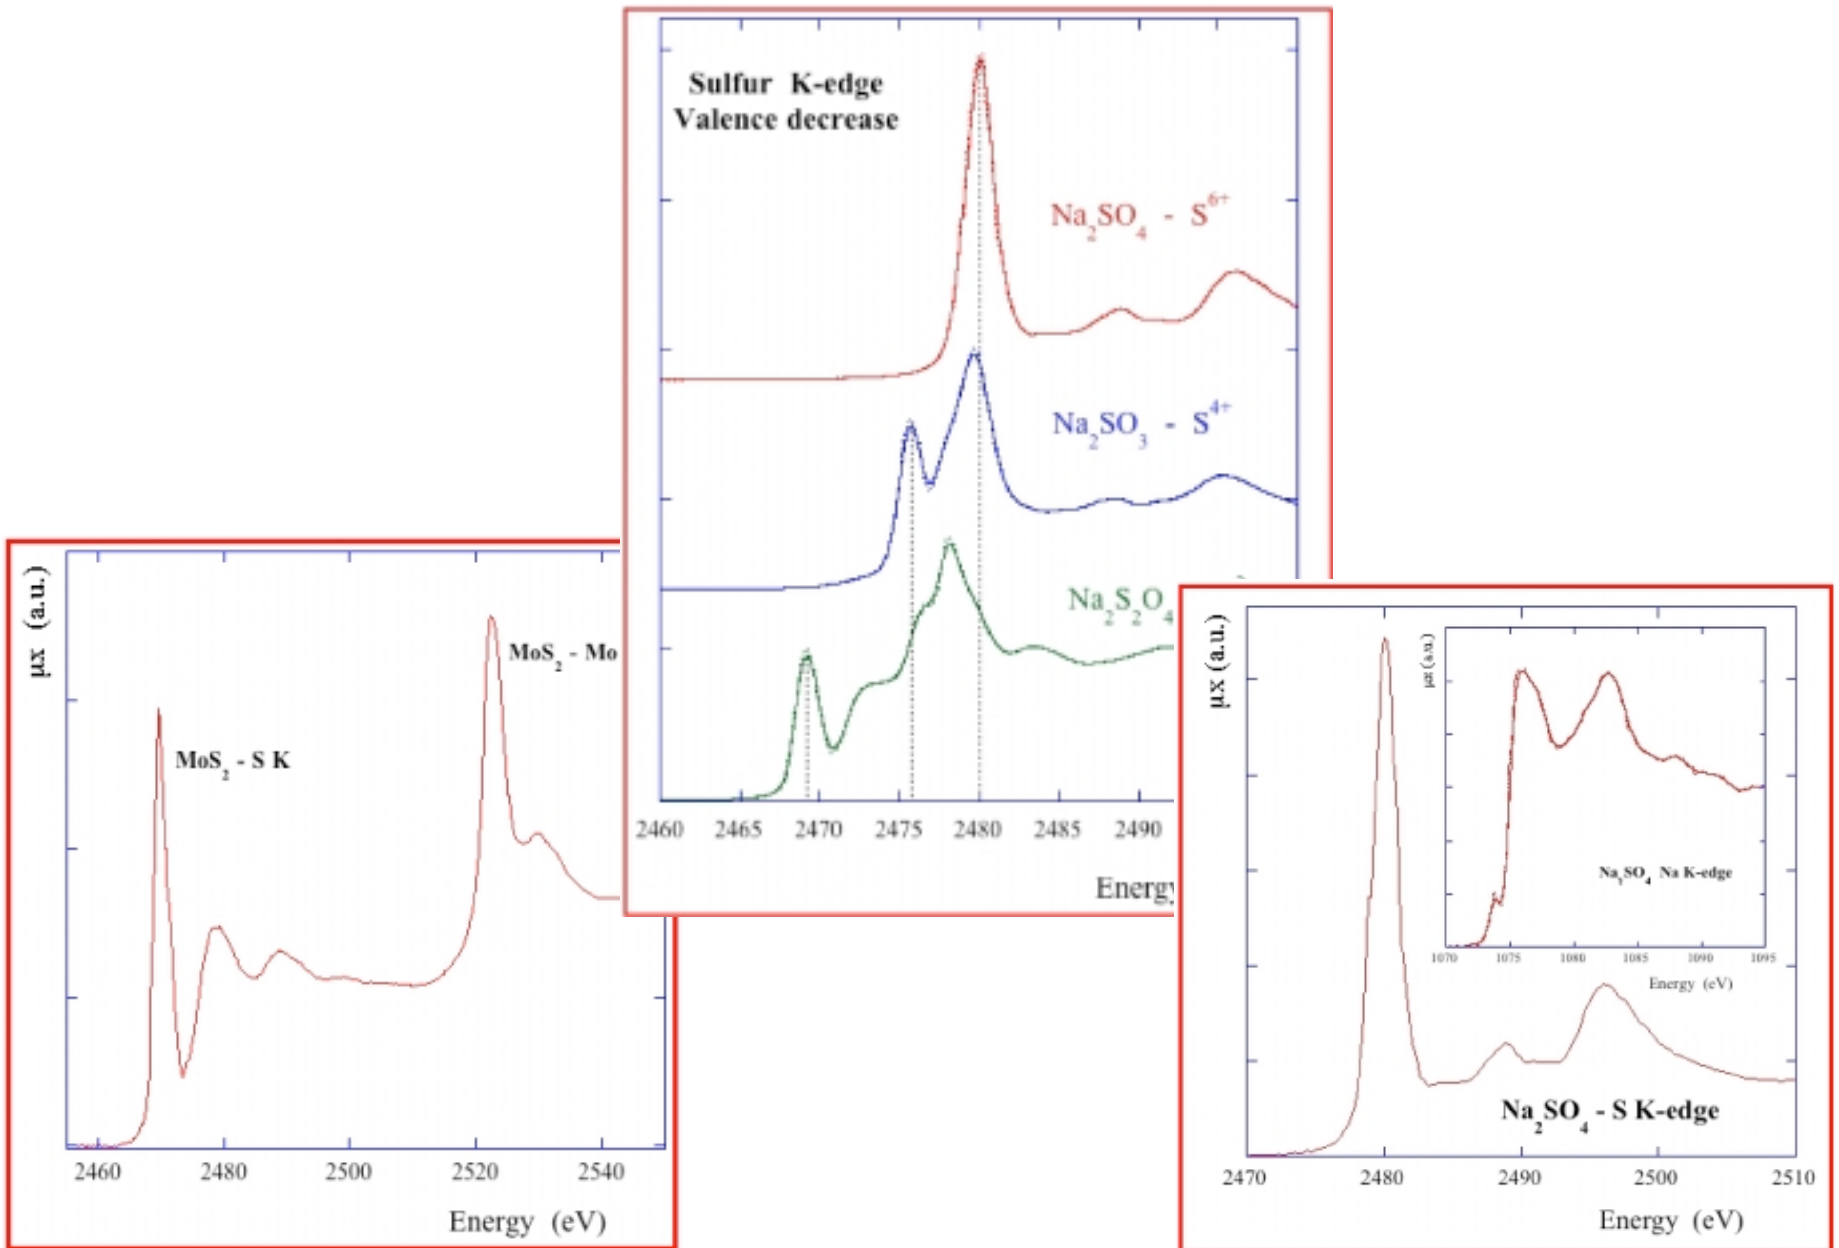 Sulfur K-edge
Valence decrease
Na₂SO₄ - S⁶⁺
Na₂SO₃ - S⁴⁺
Na₂S₂O₄
2460 2465 2470 2475 2480 2485 2490
Energy
μx (a.u.)
MoS₂ - Mo
MoS₂ - S K
2460 2480 2500 2520 2540
Energy (eV)
μx (a.u.)
μx (a.u.)
Na₂SO₄ Na K-edge
1070 1075 1080 1085 1090 1095
Energy (eV)
Na₂SO₄ - S K-edge
2470 2480 2490 2500 2510
Energy (eV)